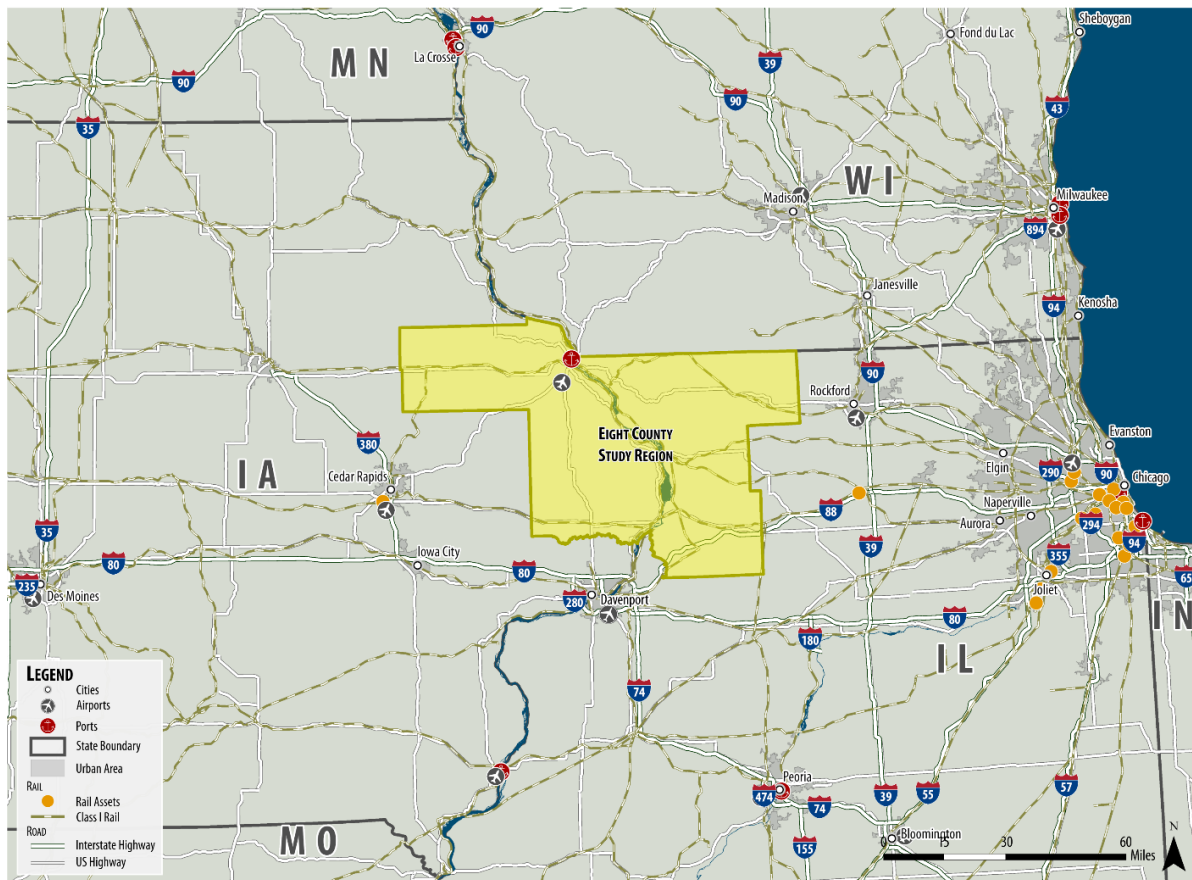 Sheboygan
90
Fond du Lac
MN
La Crosse
39
90
90
43
35
WI
Madison
Milwaukee
894
Janesville
94
Kenosha
90
Rockford
EIGHT COUNTY
STUDY REGION
Evanston
380
Elgin
290
90
IA
Cedar Rapids
Chicago
Naperville
88
Aurora
294
35
39
94
Iowa City
355
80
80
65
235
Des Moines
280
Davenport
Joliet
IN
80
180
IL
LEGEND
Cities
Airports
Ports
State Boundary
Urban Area
RAIL
Rail Assets
Class I Rail
ROAD
Interstate Highway
US Highway
74
Peoria
474
74
39
55
57
MO
Bloomington
155
0 15 30 60
Miles
N